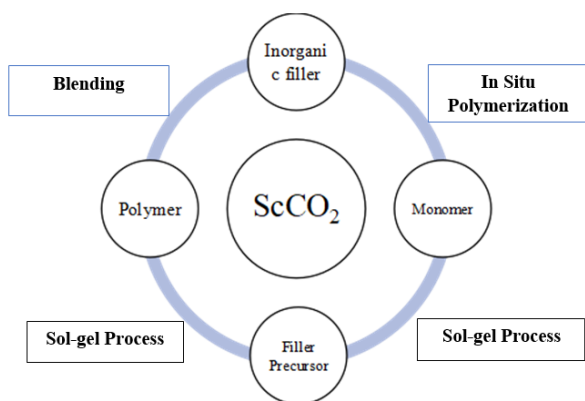 Inorgani
c filler
Blending
In Situ
Polymerization
Polymer
ScCO₂
Monomer
Sol-gel Process
Filler
Precursor
Sol-gel Process